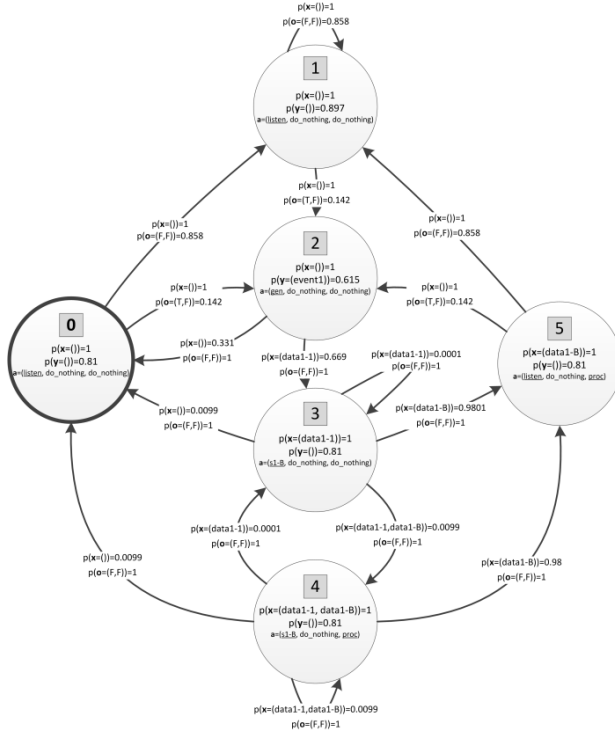 p(x=())=1
p(o=(F,F))=0.858
1
p(x=())=1
p(y=())=0.897
a=(listen, do_nothing, do_nothing)
p(x=())=1
p(o=(T,F))=0.142
p(x=())=1
p(o=(F,F))=0.858
p(x=())=1
p(o=(F,F))=0.858
2
p(x=())=1
p(y=(event1))=0.615
a=(gen, do_nothing, do_nothing)
p(x=())=1
p(o=(T,F))=0.142
p(x=())=1
p(o=(T,F))=0.142
0
p(x=())=1
p(y=())=0.81
a=(listen, do_nothing, do_nothing)
p(x=())=0.331
p(o=(F,F))=1
p(x=(data1-1))=0.669
p(o=(F,F))=1
p(x=(data1-1))=0.0001
p(o=(F,F))=1
5
p(x=(data1-B))=1
p(y=())=0.81
a=(listen, do_nothing, proc)
p(x=())=0.0099
p(o=(F,F))=1
3
p(x=(data1-1))=1
p(y=())=0.81
a=(s1-B, do_nothing, do_nothing)
p(x=(data1-B))=0.9801
p(o=(F,F))=1
p(x=(data1-1))=0.0001
p(o=(F,F))=1
p(x=(data1-1,data1-B))=0.0099
p(o=(F,F))=1
p(x=())=0.0099
p(o=(F,F))=1
p(x=(data1-B))=0.98
p(o=(F,F))=1
4
p(x=(data1-1, data1-B))=1
p(y=())=0.81
a=(s1-B, do_nothing, proc)
p(x=(data1-1,data1-B))=0.0099
p(o=(F,F))=1